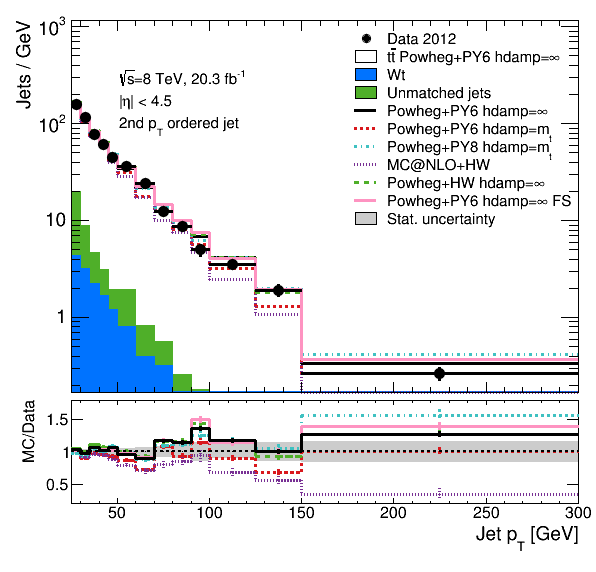 Jets / GeV
10³
10²
10
1
√s=8 TeV, 20.3 fb⁻¹
|η| < 4.5
2nd p_T ordered jet
Data 2012
tt̄ Powheg+PY6 hdamp=∞
Wt
Unmatched jets
Powheg+PY6 hdamp=∞
Powheg+PY6 hdamp=m_t
Powheg+PY8 hdamp=m_t
MC@NLO+HW
Powheg+HW hdamp=∞
Powheg+PY6 hdamp=∞ FS
Stat. uncertainty
MC/Data
1.5
1
0.5
50 100 150 200 250 300
Jet p_T [GeV]